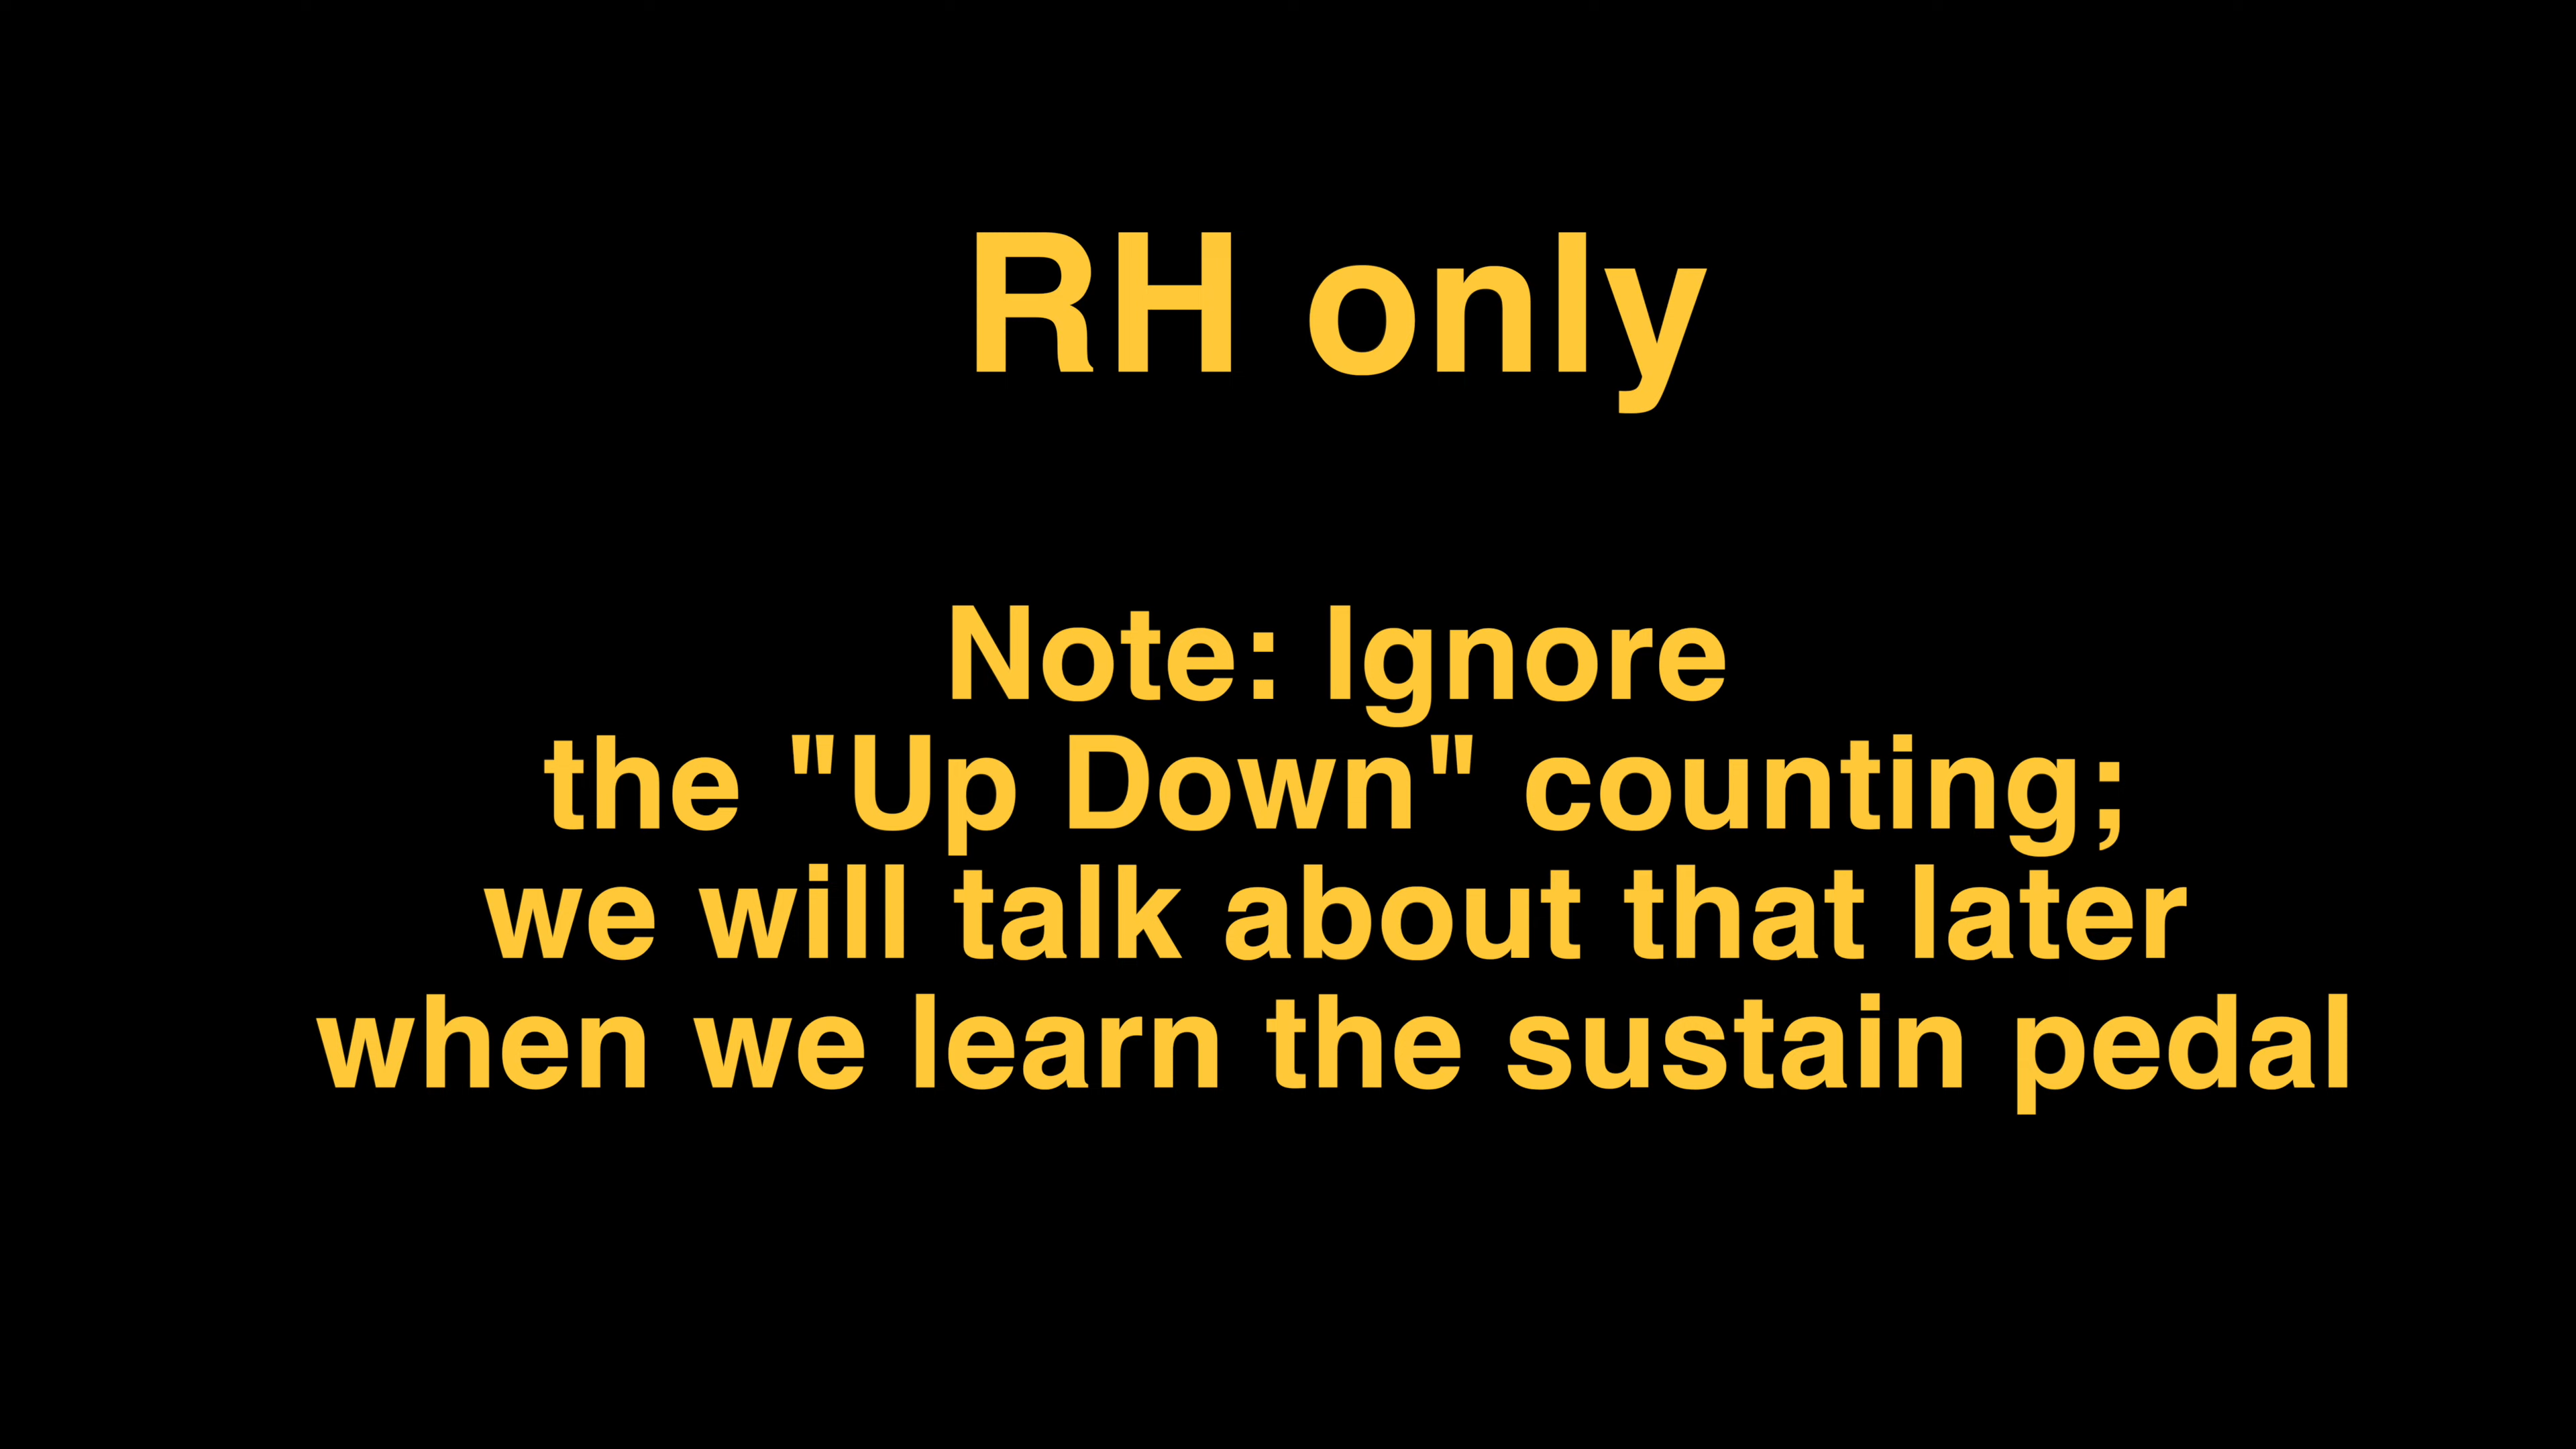 RH only
Note: Ignore
the "Up Down" counting;
we will talk about that later
when we learn the sustain pedal